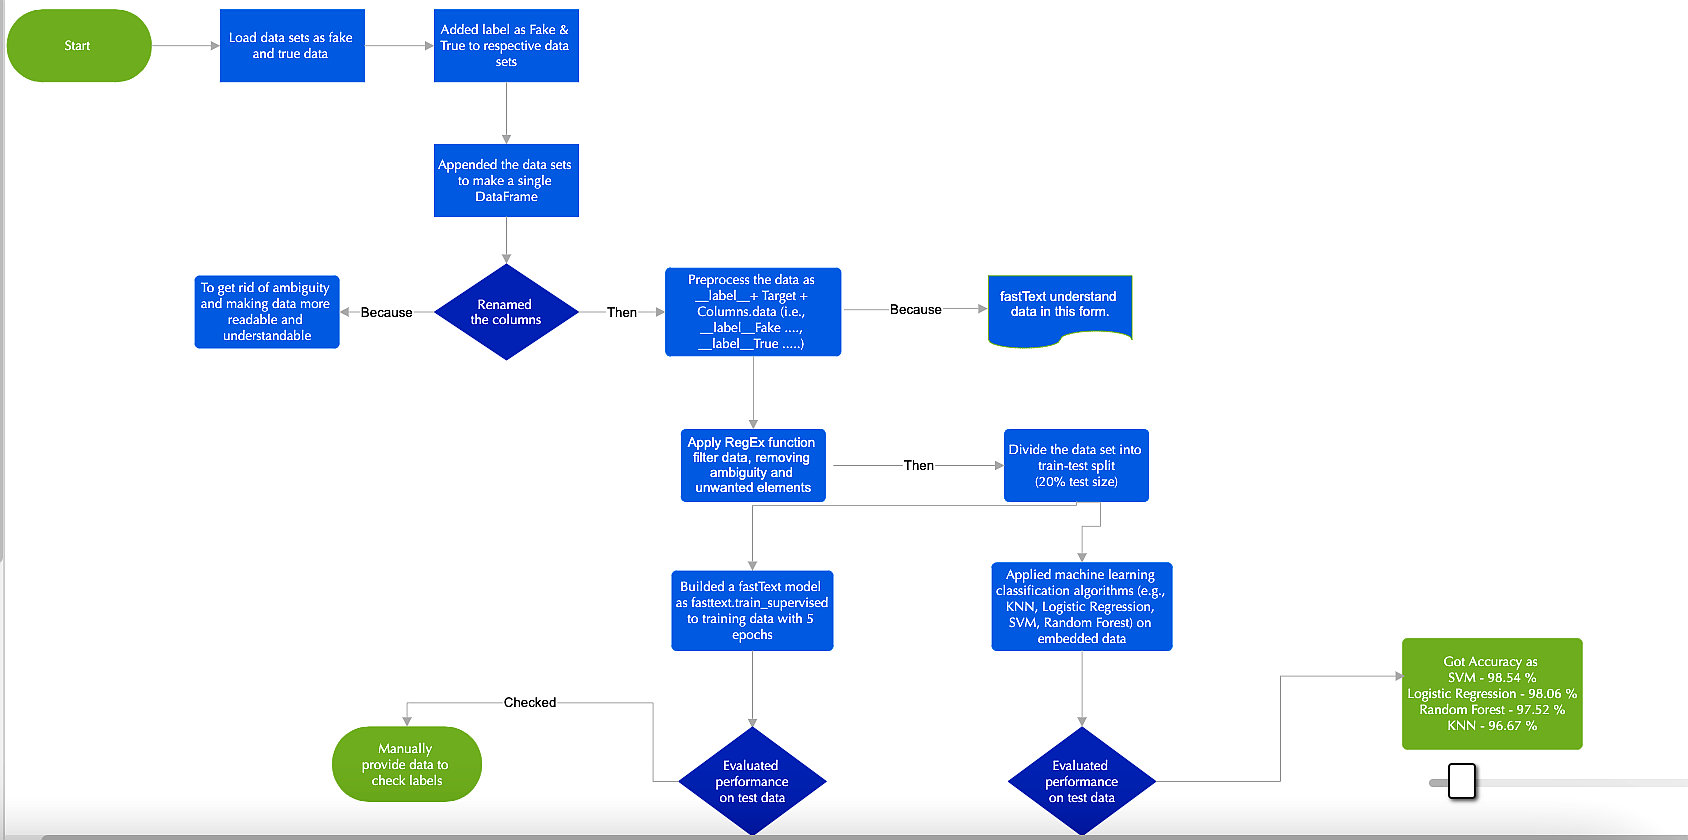 Start
Load data sets as fake
and true data
Added label as Fake &
True to respective data
sets
Appended the data sets
to make a single
DataFrame
To get rid of ambiguity
and making data more
readable and
understandable
Because
Renamed
the columns
Then
Preprocess the data as
__label__+ Target +
Columns.data (i.e.,
__label__Fake ....,
__label__True .....)
Because
fastText understand
data in this form.
Apply RegEx function
filter data, removing
ambiguity and
unwanted elements
Then
Divide the data set into
train-test split
(20% test size)
Builded a fastText model
as fasttext.train_supervised
to training data with 5
epochs
Applied machine learning
classification algorithms (e.g.,
KNN, Logistic Regression,
SVM, Random Forest) on
embedded data
Checked
Manually
provide data to
check labels
Evaluated
performance
on test data
Evaluated
performance
on test data
Got Accuracy as
SVM - 98.54 %
Logistic Regression - 98.06 %
Random Forest - 97.52 %
KNN - 96.67 %